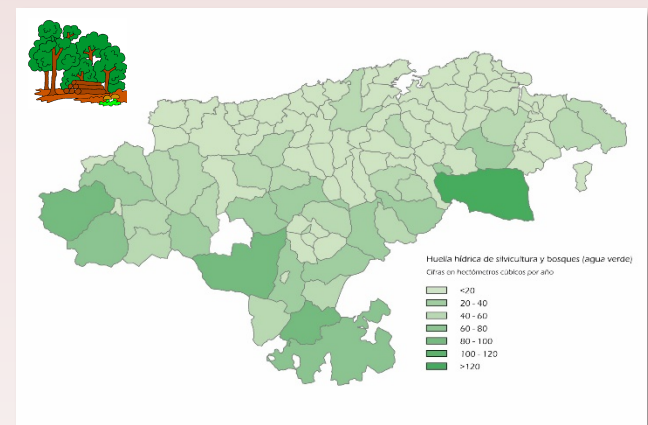 Huella hídrica de silvicultura y bosques (agua verde)
Cifras en hectómetros cúbicos por año
<20
20 - 40
40 - 60
60 - 80
80 - 100
100 - 120
>120